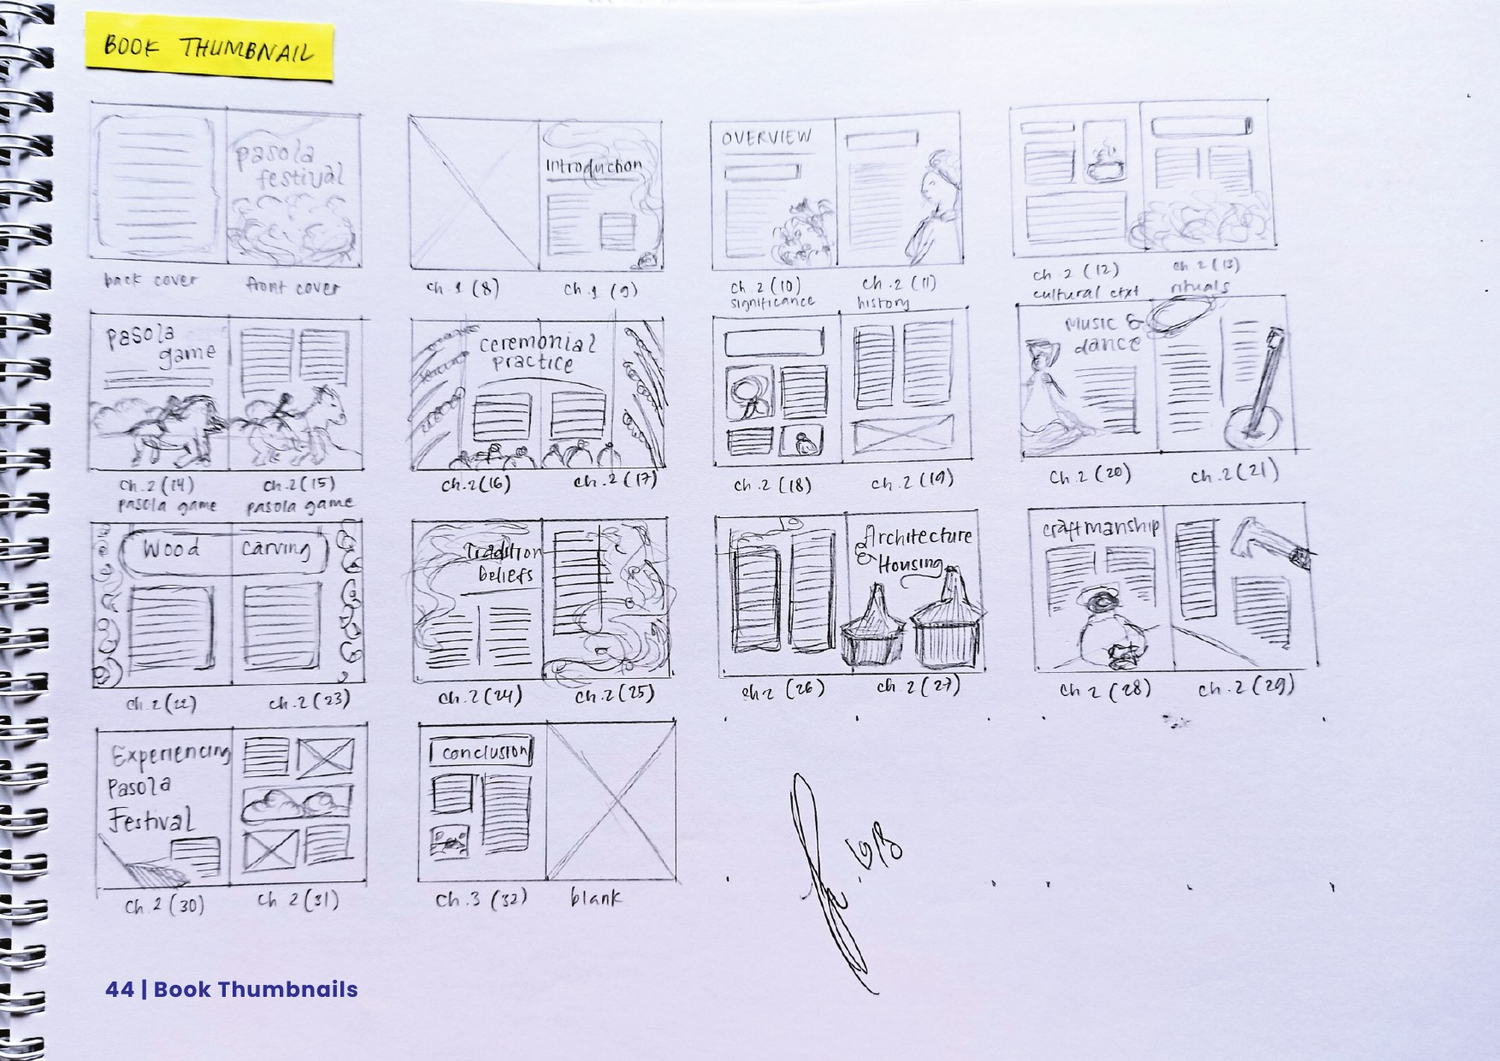 BOOK THUMBNAIL
pasola
festival
back cover
front cover
Introduction
ch. 1 (8)
ch. 1 (9)
OVERVIEW
ch. 2 (10)
significance
ch. 2 (11)
history
ch. 2 (12)
cultural ctxt
ch. 2 (13)
rituals
pasola
game
ch. 2 (14)
pasola game
ch. 2 (15)
pasola game
ceremonial
practice
ch. 2 (16)
ch. 2 (17)
ch. 2 (18)
ch. 2 (19)
Music &
dance
ch. 2 (20)
ch. 2 (21)
Wood carving
ch. 2 (22)
ch. 2 (23)
Tradition
beliefs
ch. 2 (24)
ch. 2 (25)
Architecture
& Housing
ch 2 (26)
ch. 2 (27)
craftmanship
ch 2 (28)
ch. 2 (29)
Experiencing
Pasola
Festival
ch 2 (30)
ch 2 (31)
conclusion
ch. 3 (32)
blank
44 | Book Thumbnails